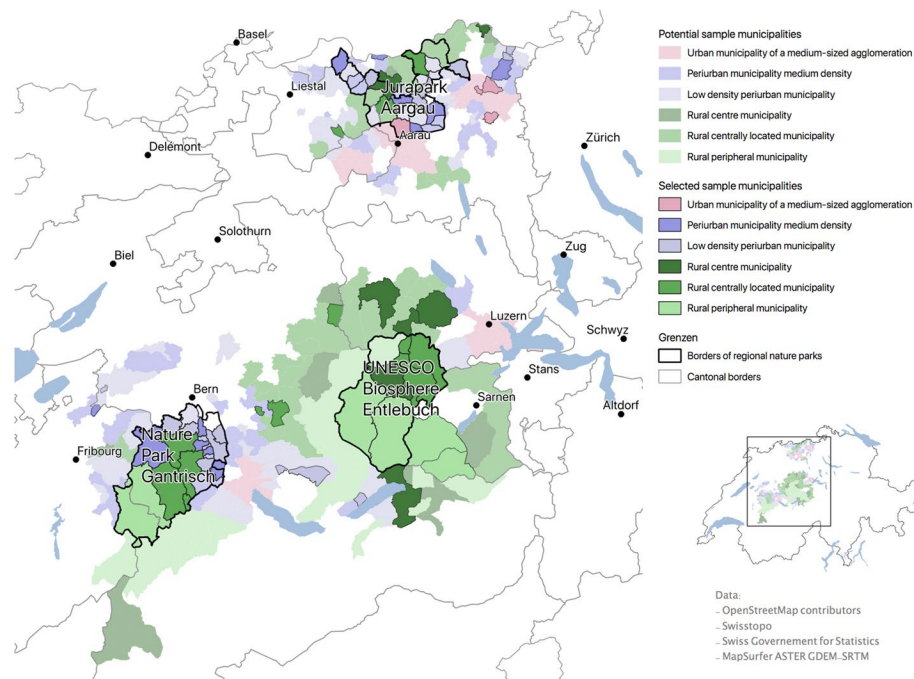 Basel
Liestal
Jurapark
Aargau
Aarau
Zürich
Delémont
Solothurn
Biel
Zug
Luzern
Schwyz
Stans
UNESCO
Biosphere
Entlebuch
Sarnen
Altdorf
Bern
Fribourg
Nature
Park
Gantrisch
Potential sample municipalities
Urban municipality of a medium-sized agglomeration
Periurban municipality medium density
Low density periurban municipality
Rural centre municipality
Rural centrally located municipality
Rural peripheral municipality
Selected sample municipalities
Urban municipality of a medium-sized agglomeration
Periurban municipality medium density
Low density periurban municipality
Rural centre municipality
Rural centrally located municipality
Rural peripheral municipality
Grenzen
Borders of regional nature parks
Cantonal borders
Data:
- OpenStreetMap contributors
- Swisstopo
- Swiss Governement for Statistics
- MapSurfer ASTER GDEM-SRTM